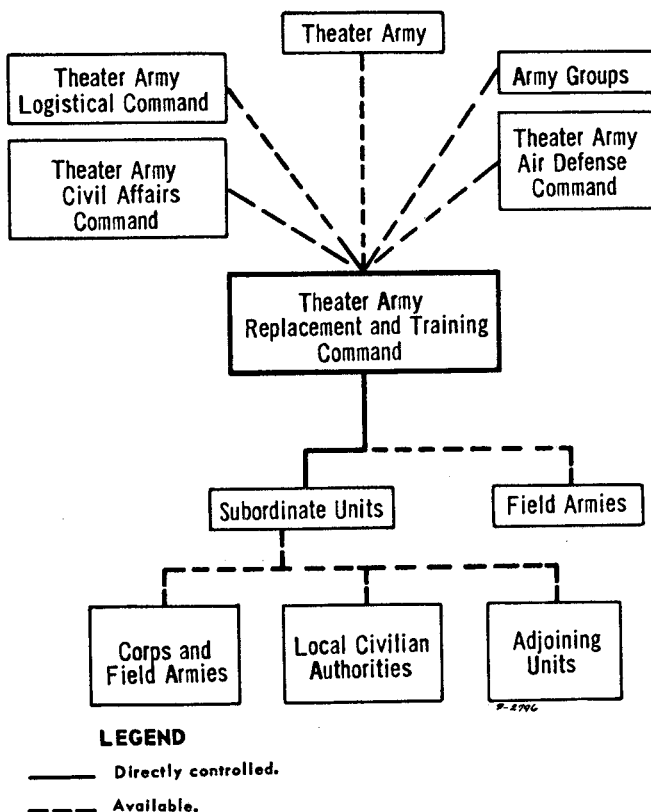 Theater Army
Theater Army
Logistical Command
Army Groups
Theater Army
Civil Affairs
Command
Theater Army
Air Defense
Command
Theater Army
Replacement and Training
Command
Subordinate Units
Field Armies
Corps and
Field Armies
Local Civilian
Authorities
Adjoining
Units
9-2796
LEGEND
Directly controlled.
Available.